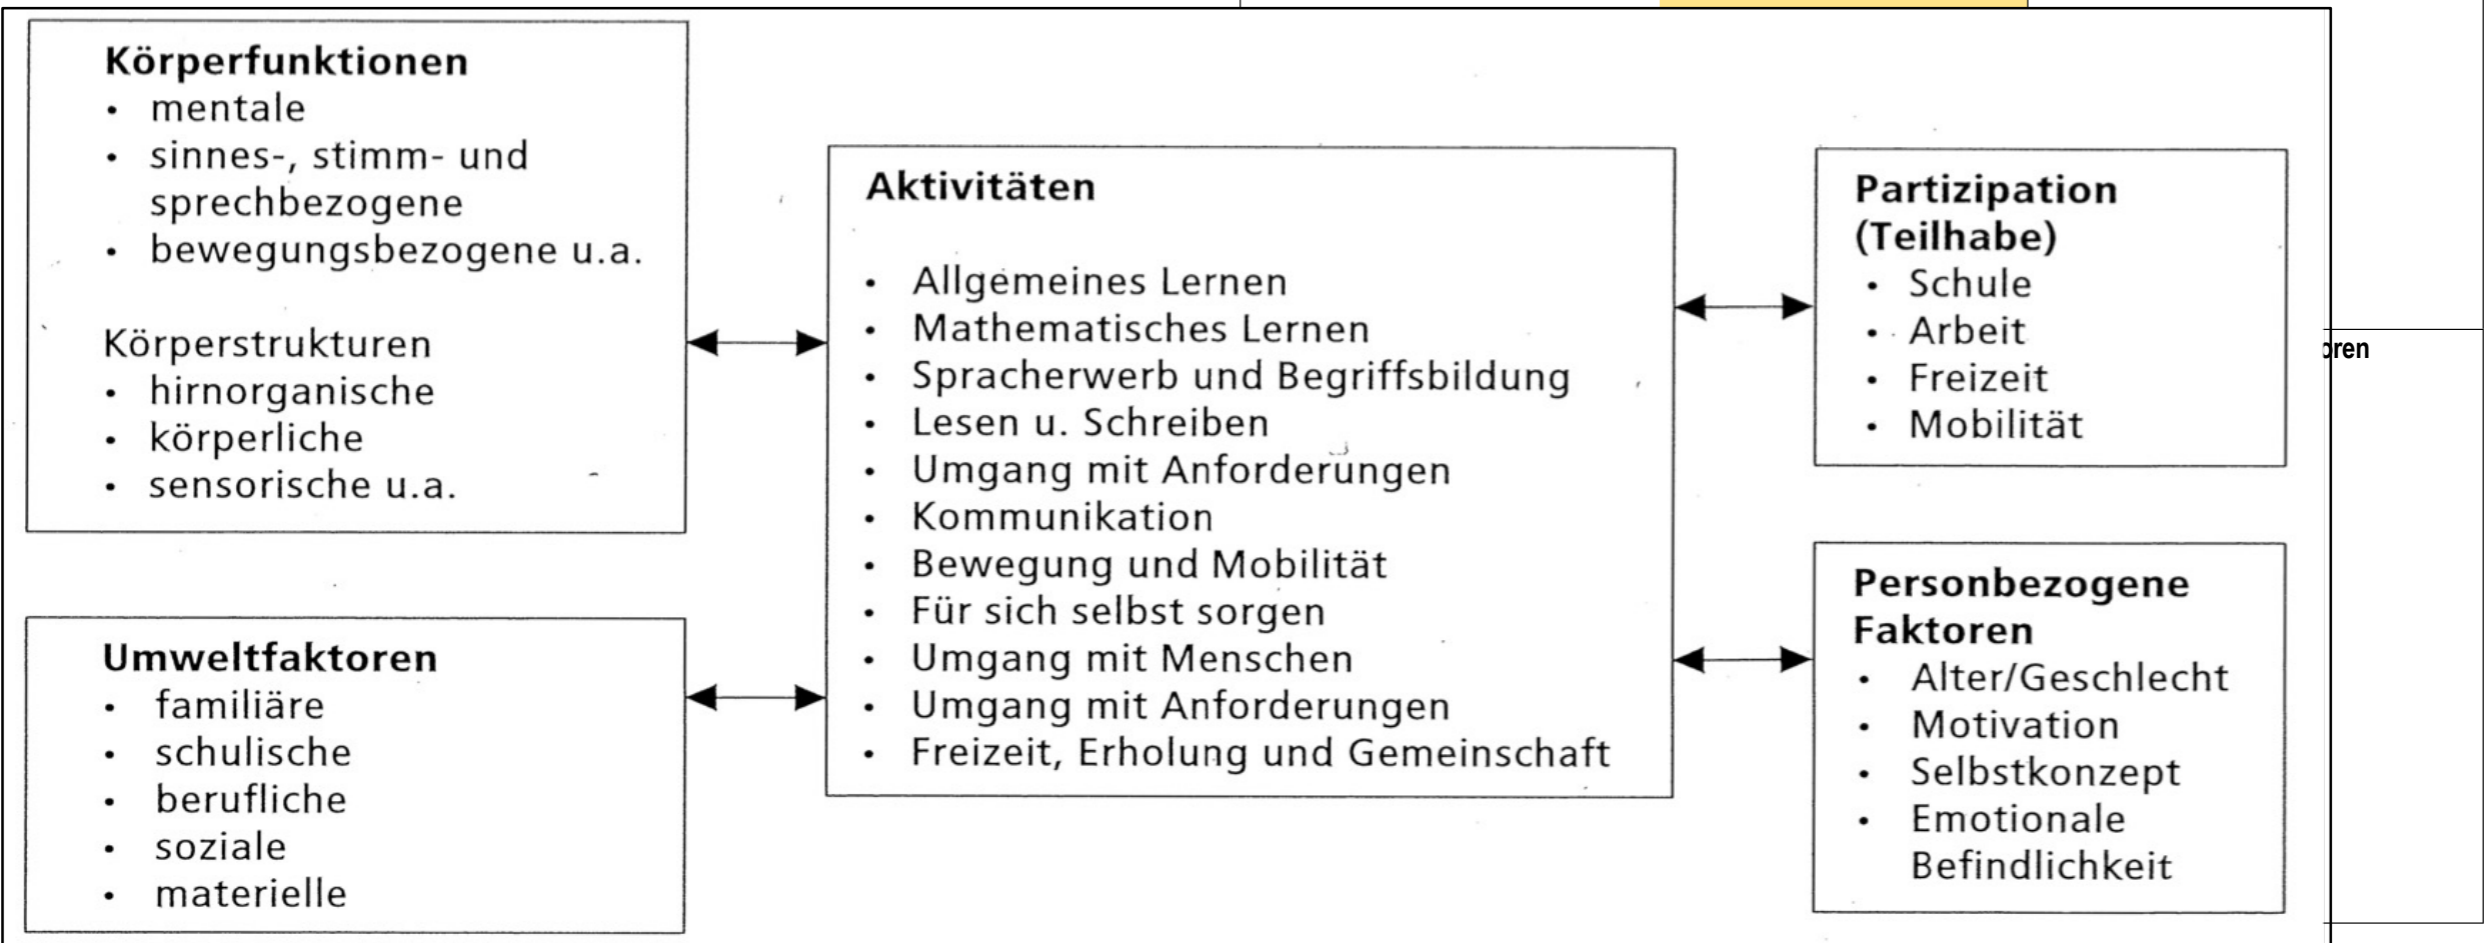 Körperfunktionen
• mentale
• sinnes-, stimm- und
sprechbezogene
• bewegungsbezogene u.a.
Körperstrukturen
• hirnorganische
• körperliche
• sensorische u.a.
Umweltfaktoren
• familiäre
• schulische
• berufliche
• soziale
• materielle
Aktivitäten
• Allgemeines Lernen
• Mathematisches Lernen
• Spracherwerb und Begriffsbildung
• Lesen u. Schreiben
• Umgang mit Anforderungen
• Kommunikation
• Bewegung und Mobilität
• Für sich selbst sorgen
• Umgang mit Menschen
• Umgang mit Anforderungen
• Freizeit, Erholung und Gemeinschaft
Partizipation
(Teilhabe)
• Schule
• Arbeit
• Freizeit
• Mobilität
Personbezogene
Faktoren
• Alter/Geschlecht
• Motivation
• Selbstkonzept
• Emotionale
Befindlichkeit